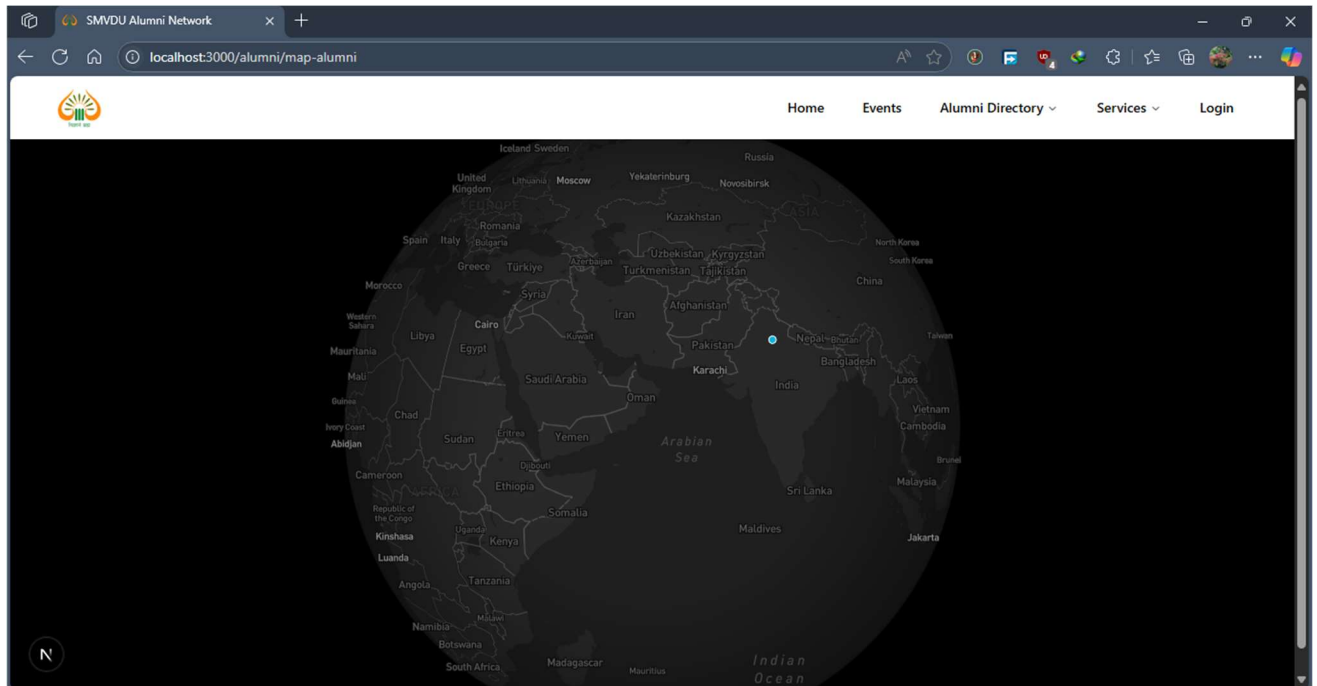 SMVDU Alumni Network
localhost:3000/alumni/map-alumni
4
Home Events Alumni Directory Services Login
Iceland Sweden
Russia
United
Kingdom
Lithuania
Moscow
Yekaterinburg
Novosibirsk
EUROPE
ASIA
Romania
Kazakhstan
Spain
Italy
Bulgaria
North Korea
Uzbekistan
Kyrgyzstan
Azerbaijan
South Korea
Greece
Türkiye
Turkmenistan
Tajikistan
China
Morocco
Syria
Afghanistan
Western
Sahara
Iran
Cairo
Libya
Kuwait
Nepal
Bhutan
Taiwan
Mauritania
Egypt
Pakistan
Bangladesh
Karachi
Mali
Saudi Arabia
India
Laos
Guinea
Oman
Chad
Vietnam
Ivory Coast
Cambodia
Abidjan
Sudan
Eritrea
Yemen
Arabian
Sea
Brunei
Djibouti
Cameroon
Malaysia
AFRICA
Ethiopia
Sri Lanka
Republic of
the Congo
Somalia
Uganda
Maldives
Kinshasa
Kenya
Jakarta
Luanda
Angola
Tanzania
Malawi
Namibia
Botswana
South Africa
Madagascar
Mauritius
Indian
Ocean
N